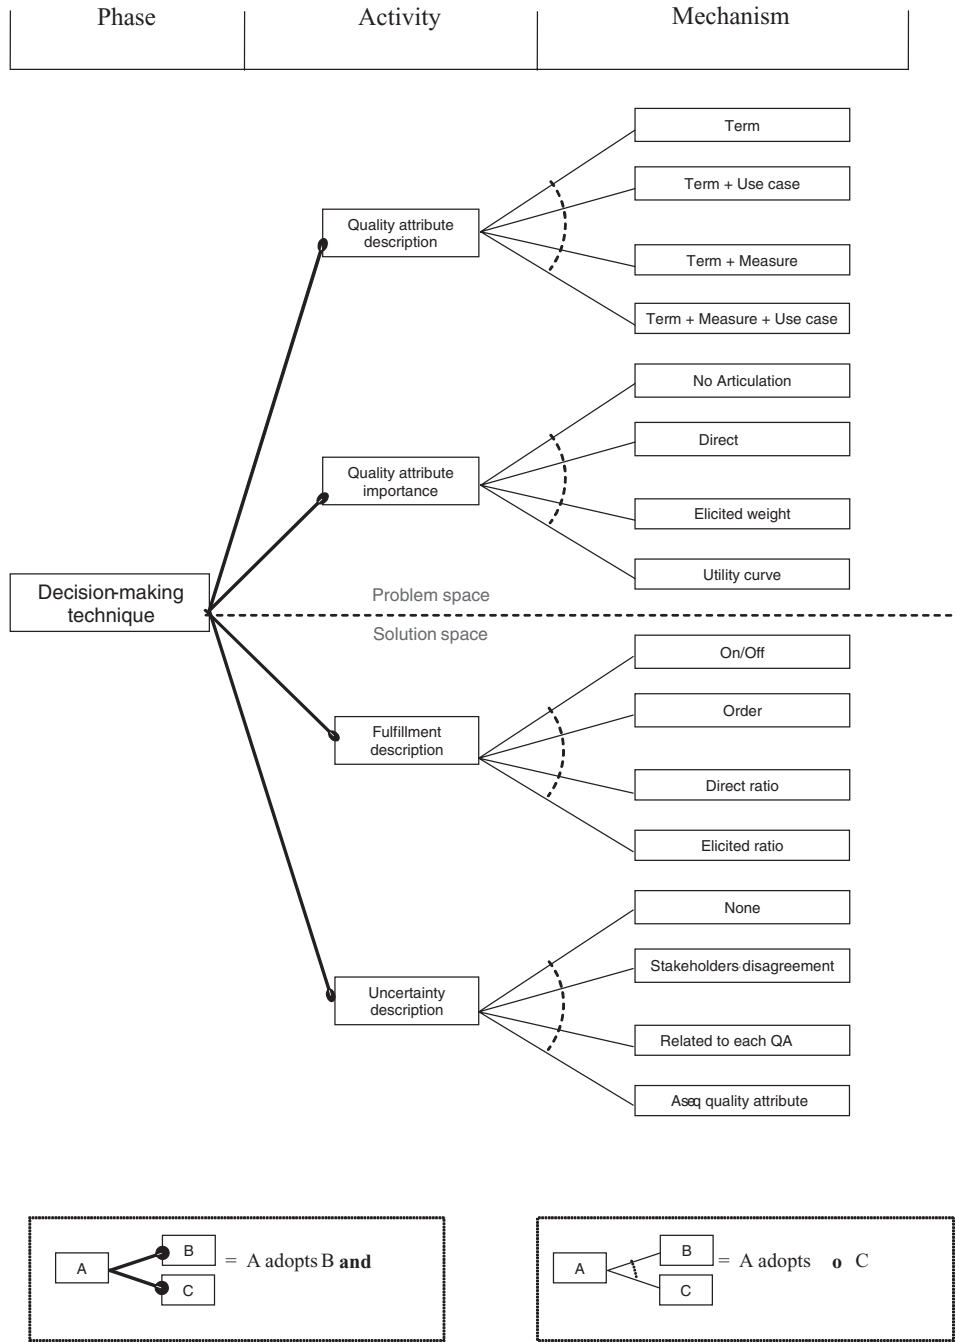 Phase Activity Mechanism
Term
Term + Use case
Quality attribute
description
Term + Measure
Term + Measure + Use case
No Articulation
Direct
Quality attribute
importance
Elicited weight
Utility curve
Decision-making
technique
Problem space
Solution space
On/Off
Order
Fulfillment
description
Direct ratio
Elicited ratio
None
Stakeholders disagreement
Uncertainty
description
Related to each QA
quality attribute
A
B
C
= A adopts B and
A
B
C
= A adopts o C